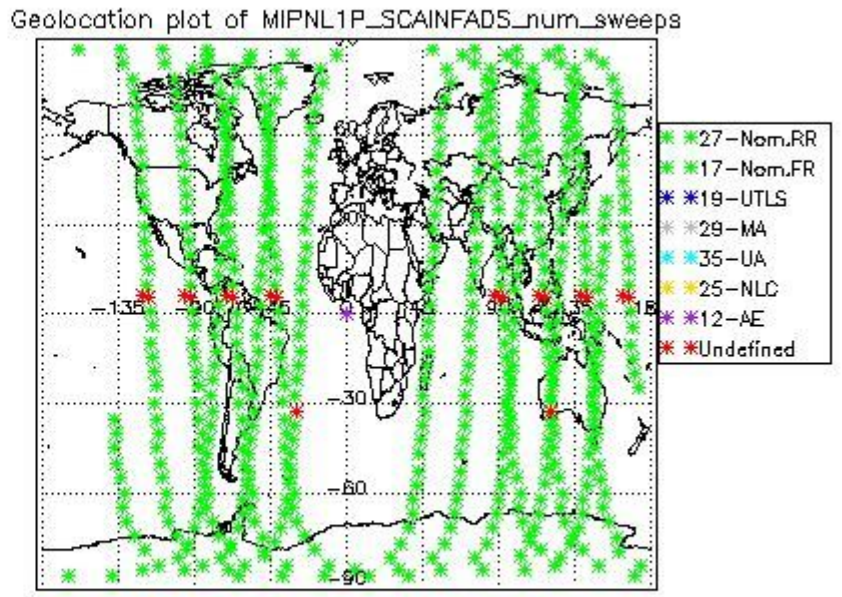 Geolocation plot of MIPNL1P_SCAINFADS_num_sweeps
60
-135
-30
-60
-90
27-Nom.RR
17-Nom.FR
19-UTLS
29-MA
35-UA
25-NLC
12-AE
Undefined